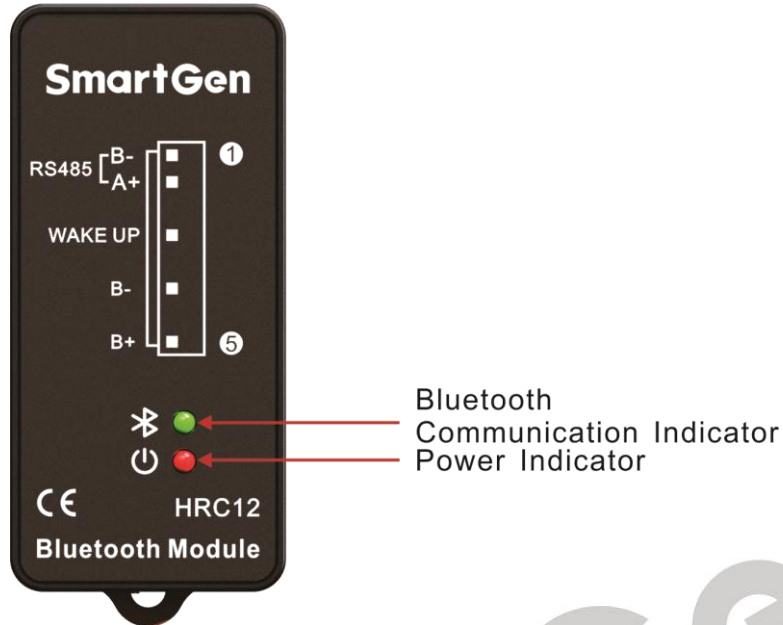 SmartGen
B-
RS485
A+
1
WAKE UP
B-
B+
5
Bluetooth
Communication Indicator
Power Indicator
CE
HRC12
Bluetooth Module